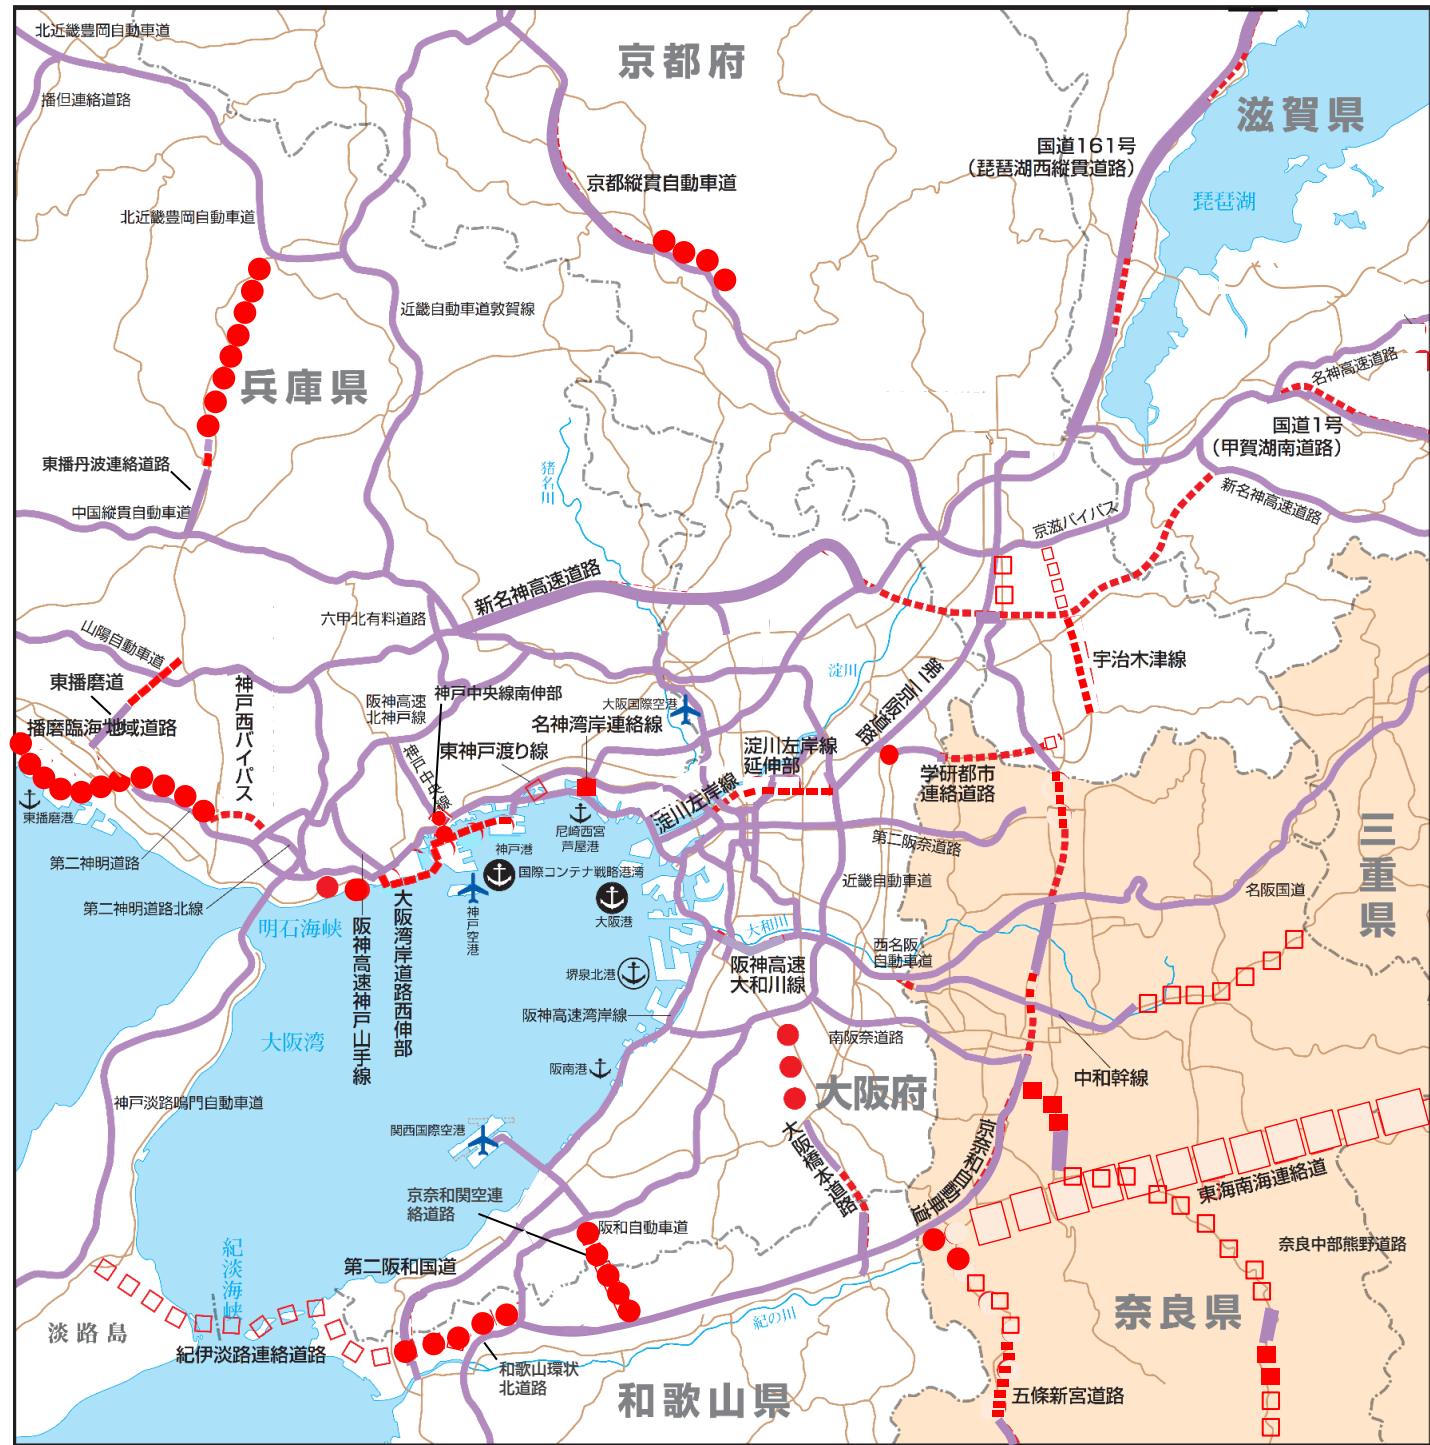 北近畿豊岡自動車道
京都府
播但連絡道路
滋賀県
国道161号
（琵琶湖西縦貫道路）
京都縦貫自動車道
琵琶湖
北近畿豊岡自動車道
近畿自動車道敦賀線
名神高速道路
兵庫県
国道1号
（甲賀湖南道路）
東播丹波連絡道路
猪名川
新名神高速道路
中国縦貫自動車道
京滋バイパス
新名神高速道路
六甲北有料道路
山陽自動車道
宇治木津線
淀川
第二京阪道路
東播磨道
神戸西バイパス
阪神高速
北神戸線
神戸中央線南伸部
大阪国際空港
播磨臨海地域道路
名神湾岸連絡線
東神戸渡り線
神戸中央線
淀川左岸線
延伸部
学研都市
連絡道路
淀川左岸線
東播磨港
尼崎西宮
芦屋港
第二阪奈道路
三重県
第二神明道路
神戸港
国際コンテナ戦略港湾
近畿自動車道
名阪国道
第二神明道路北線
大阪湾岸道路西伸部
神戸空港
大阪港
明石海峡
阪神高速神戸山手線
大和川
西名阪
自動車道
阪神高速
大和川線
堺泉北港
阪神高速湾岸線
大阪湾
南阪奈道路
阪南港
中和幹線
大阪府
神戸淡路鳴門自動車道
関西国際空港
大阪橋本道路
京奈和自動車道
東海南海連絡道
京奈和関空連
絡道路
阪和自動車道
紀淡海峡
第二阪和国道
奈良中部熊野道路
奈良県
淡路島
紀の川
紀伊淡路連絡道路
和歌山環状
北道路
和歌山県
五條新宮道路